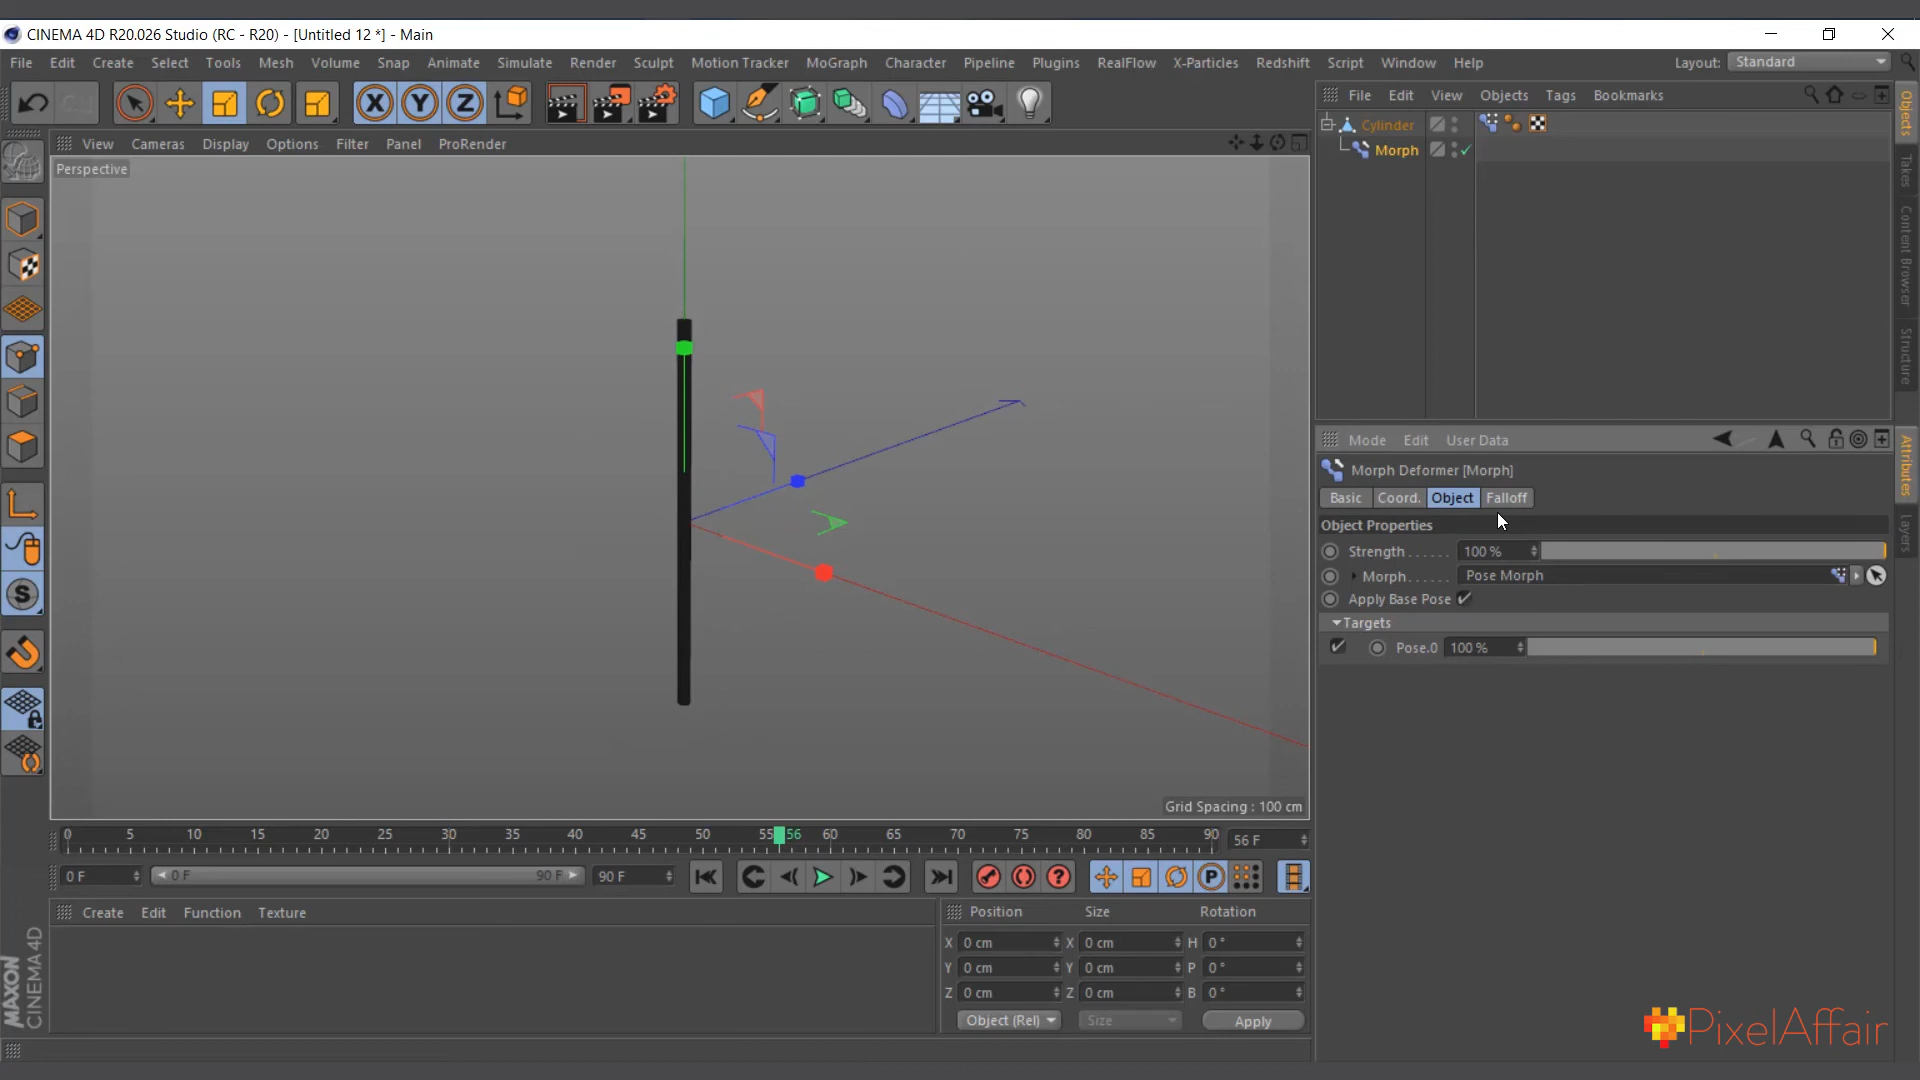 CINEMA 4D R20.026 Studio (RC - R20) - [Untitled 12 *] - Main
File Edit Create Select Tools Mesh Volume Snap Animate Simulate Render Sculpt Motion Tracker MoGraph Character Pipeline Plugins RealFlow X-Particles Redshift Script Window Help Layout: Standard
X Y Z
File Edit View Objects Tags Bookmarks
Objects
Takes
Content Browser
Structure
Cylinder
Morph
View Cameras Display Options Filter Panel ProRender
Perspective
Mode Edit User Data
Attributes
Layers
Morph Deformer [Morph]
Basic Coord. Object Falloff
Object Properties
Strength...... 100 %
Morph..... Pose Morph
Apply Base Pose
Targets
Pose.0 100 %
S
Grid Spacing : 100 cm
0 5 10 15 20 25 30 35 40 45 50 55 56 60 65 70 75 80 85 90 56 F
0 F 0 F 90 F 90 F ? P
Create Edit Function Texture
Position Size Rotation
X 0 cm X 0 cm H 0 °
Y 0 cm Y 0 cm P 0 °
Z 0 cm Z 0 cm B 0 °
Object (Rel) Size Apply
MAXON
CINEMA 4D
PixelAffair